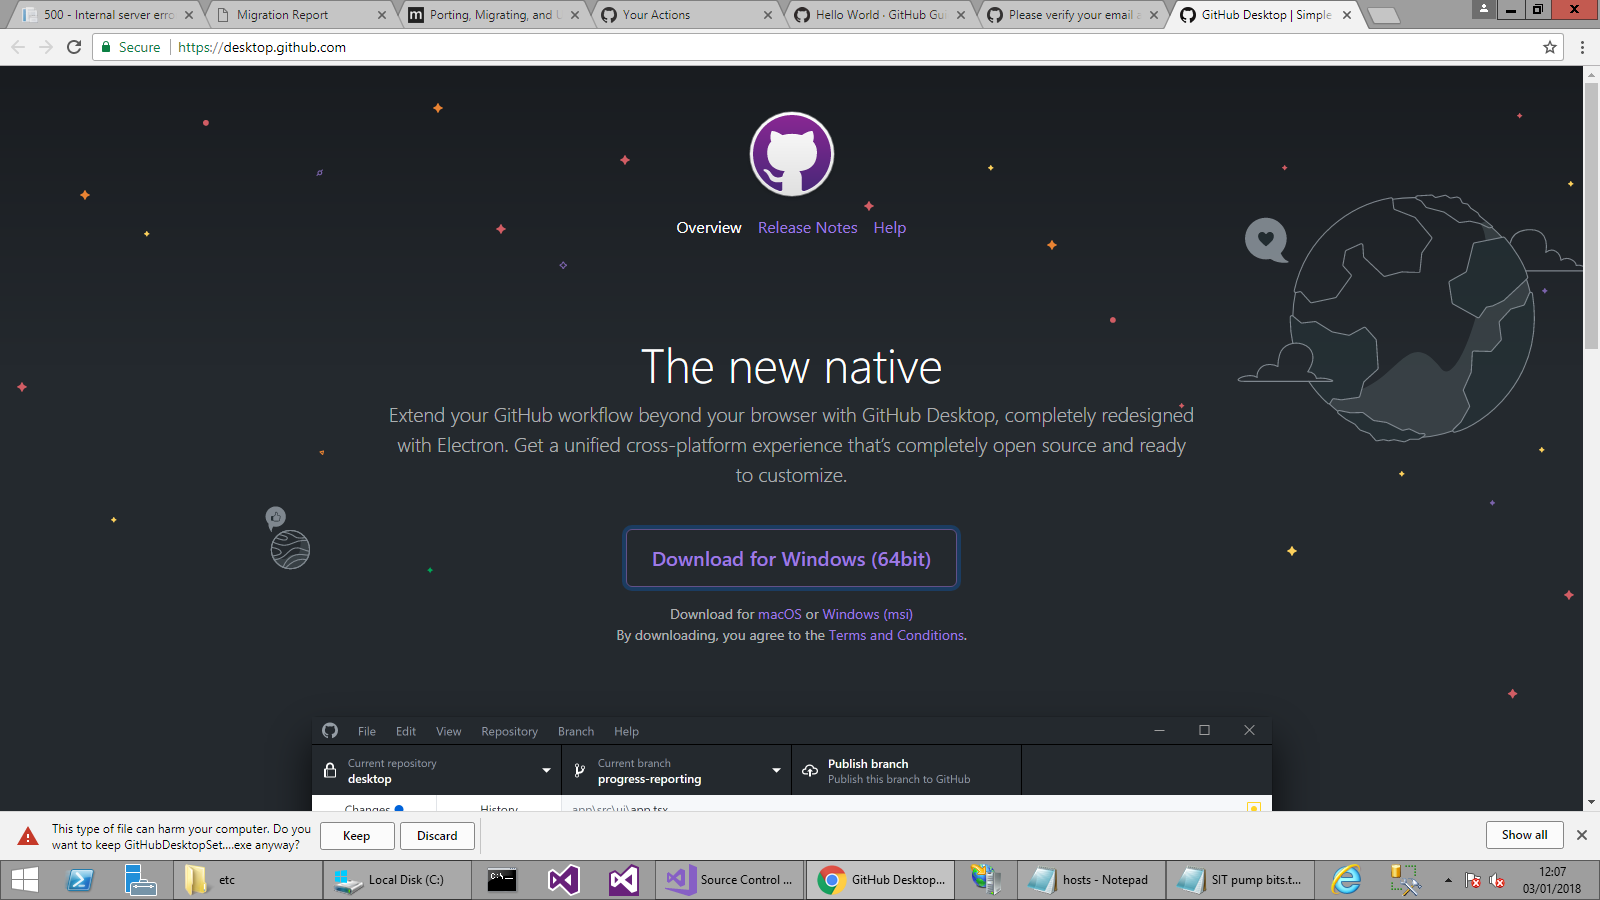 500 - Internal server erro
Migration Report
Porting, Migrating, and U
Your Actions
Hello World · GitHub Gui
Please verify your email a
GitHub Desktop | Simple
Secure
https://desktop.github.com
Overview Release Notes Help
The new native
Extend your GitHub workflow beyond your browser with GitHub Desktop, completely redesigned
with Electron. Get a unified cross-platform experience that's completely open source and ready
to customize.
Download for Windows (64bit)
Download for macOS or Windows (msi)
By downloading, you agree to the Terms and Conditions.
File Edit View Repository Branch Help
Current repository
desktop
Current branch
progress-reporting
Publish branch
Publish this branch to GitHub
Changes
History
app\src\ui\app.tsx
This type of file can harm your computer. Do you
want to keep GitHubDesktopSet....exe anyway?
Keep
Discard
Show all
etc
Local Disk (C:)
Source Control ...
GitHub Desktop...
hosts - Notepad
SIT pump bits.t...
12:07
03/01/2018